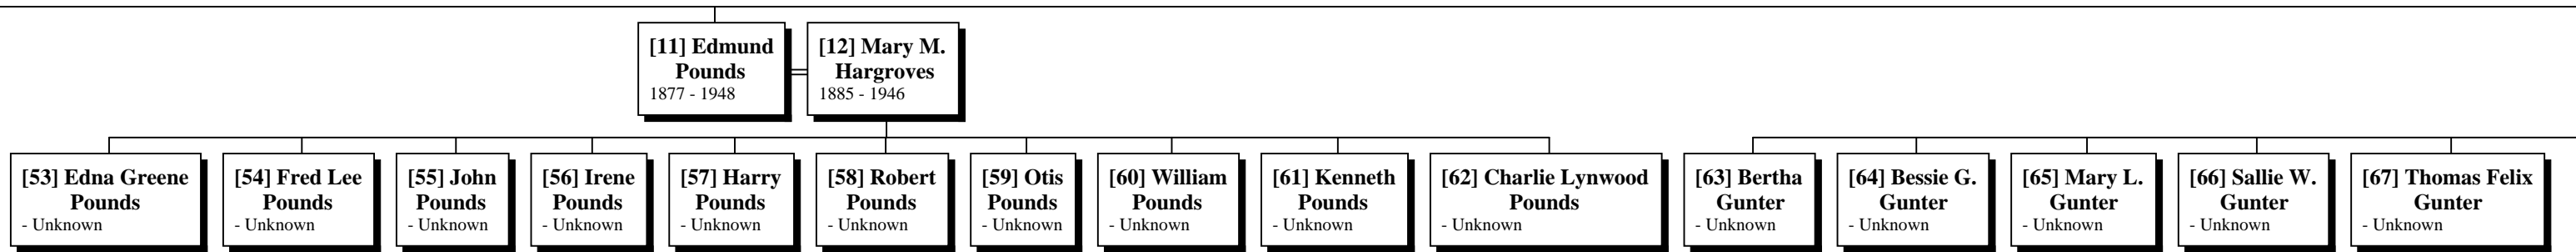 [11] Edmund
Pounds
1877 - 1948
[12] Mary M.
Hargroves
1885 - 1946
[53] Edna Greene
Pounds
- Unknown
[54] Fred Lee
Pounds
- Unknown
[55] John
Pounds
- Unknown
[56] Irene
Pounds
- Unknown
[57] Harry
Pounds
- Unknown
[58] Robert
Pounds
- Unknown
[59] Otis
Pounds
- Unknown
[60] William
Pounds
- Unknown
[61] Kenneth
Pounds
- Unknown
[62] Charlie Lynwood
Pounds
- Unknown
[63] Bertha
Gunter
- Unknown
[64] Bessie G.
Gunter
- Unknown
[65] Mary L.
Gunter
- Unknown
[66] Sallie W.
Gunter
- Unknown
[67] Thomas Felix
Gunter
- Unknown